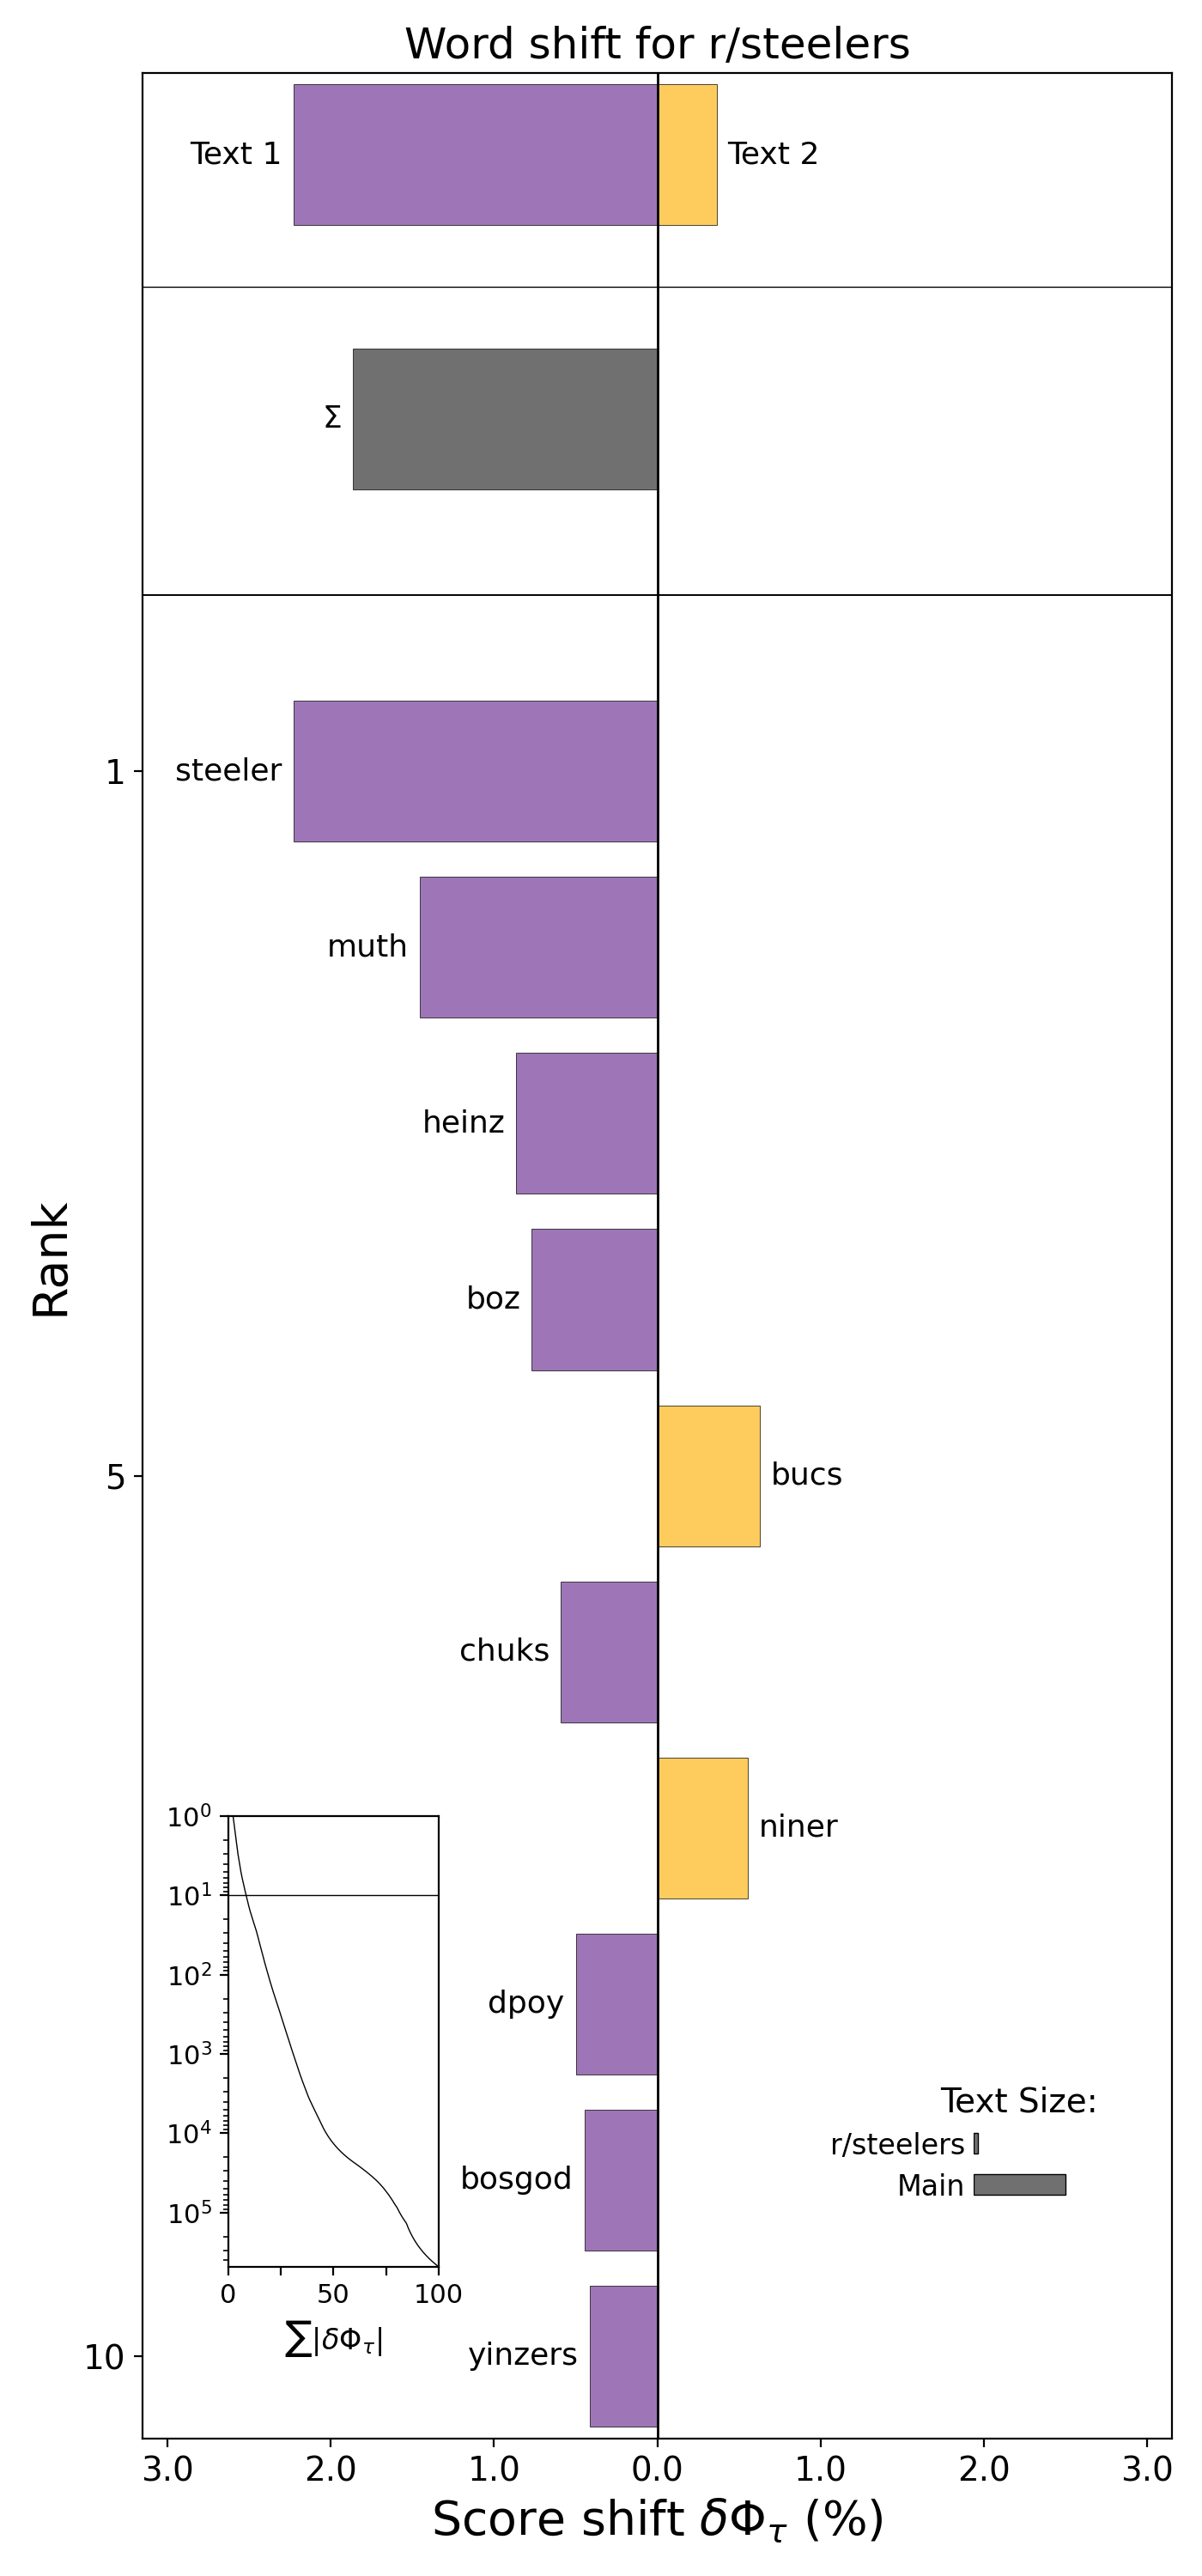 Word shift for r/steelers
Text 1 Text 2
Σ
steeler
muth
heinz
boz
bucs
chuks
niner
dpoy
bosgod
yinzers
Rank
1
5
10
10⁰
10¹
10²
10³
10⁴
10⁵
0 50 100
∑|δΦτ|
Text Size:
r/steelers
Main
3.0 2.0 1.0 0.0 1.0 2.0 3.0
Score shift δΦτ (%)